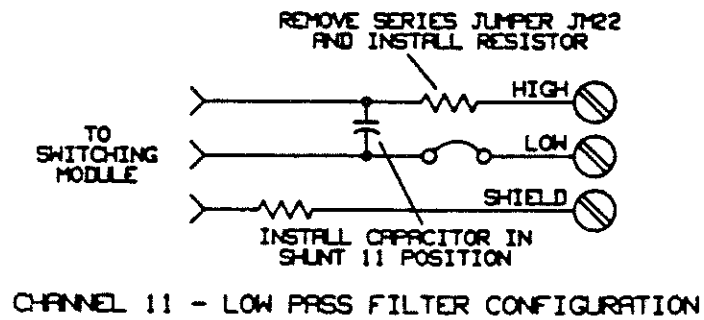 REMOVE SERIES JUMPER JM22
AND INSTALL RESISTOR
HIGH
TO
SWITCHING
MODULE
LOW
SHIELD
INSTALL CAPACITOR IN
SHUNT 11 POSITION
CHANNEL 11 - LOW PASS FILTER CONFIGURATION